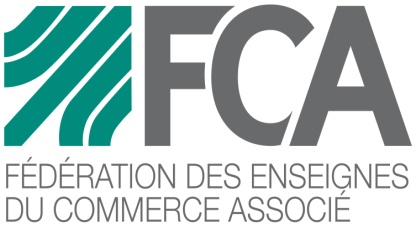 FCA
FÉDÉRATION DES ENSEIGNES
DU COMMERCE ASSOCIÉ